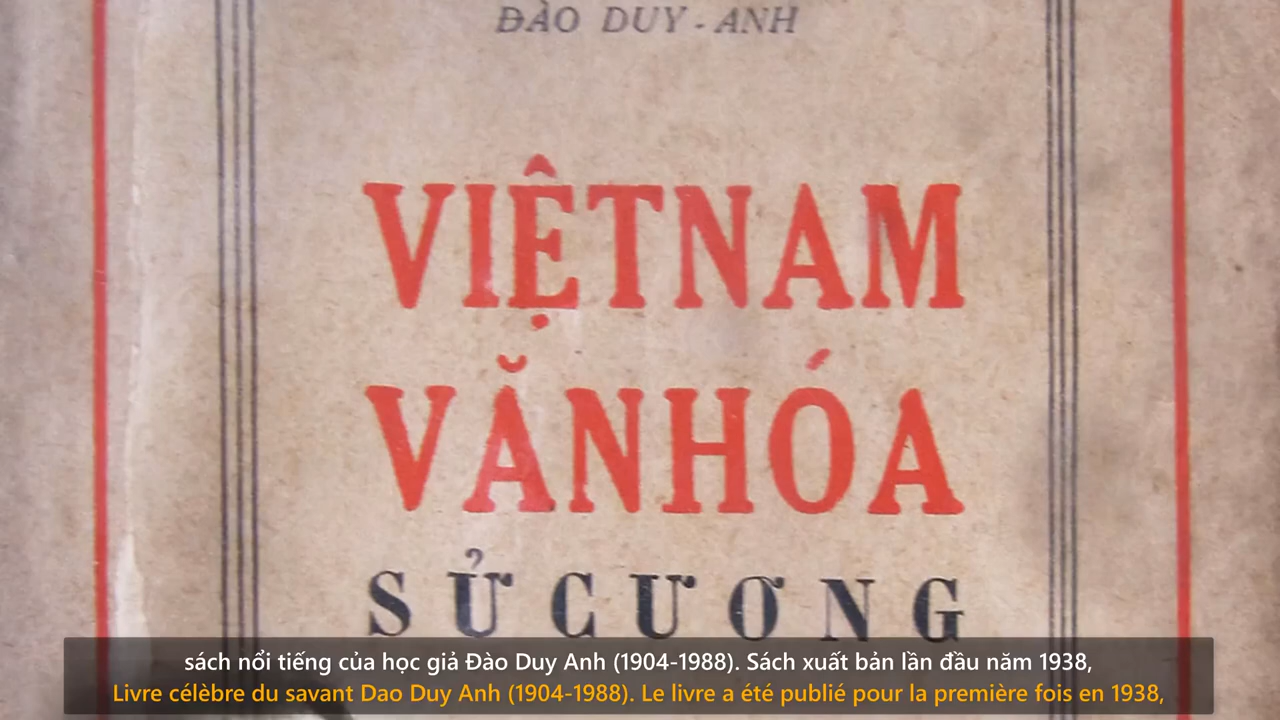 ĐÀO DUY - ANH
VIỆTNAM
VĂNHÓA
SỬ CƯƠNG
sách nổi tiếng của học giả Đào Duy Anh (1904-1988). Sách xuất bản lần đầu năm 1938,
Livre célèbre du savant Dao Duy Anh (1904-1988). Le livre a été publié pour la première fois en 1938,